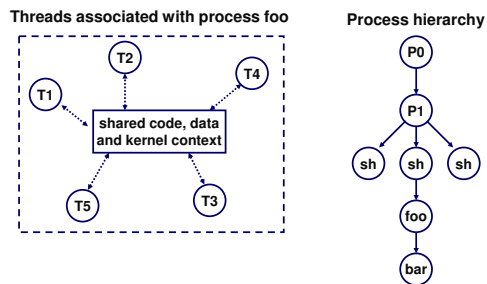 Threads associated with process foo
T2
T4
T1
shared code, data
and kernel context
T5
T3
Process hierarchy
P0
P1
sh
sh
sh
foo
bar